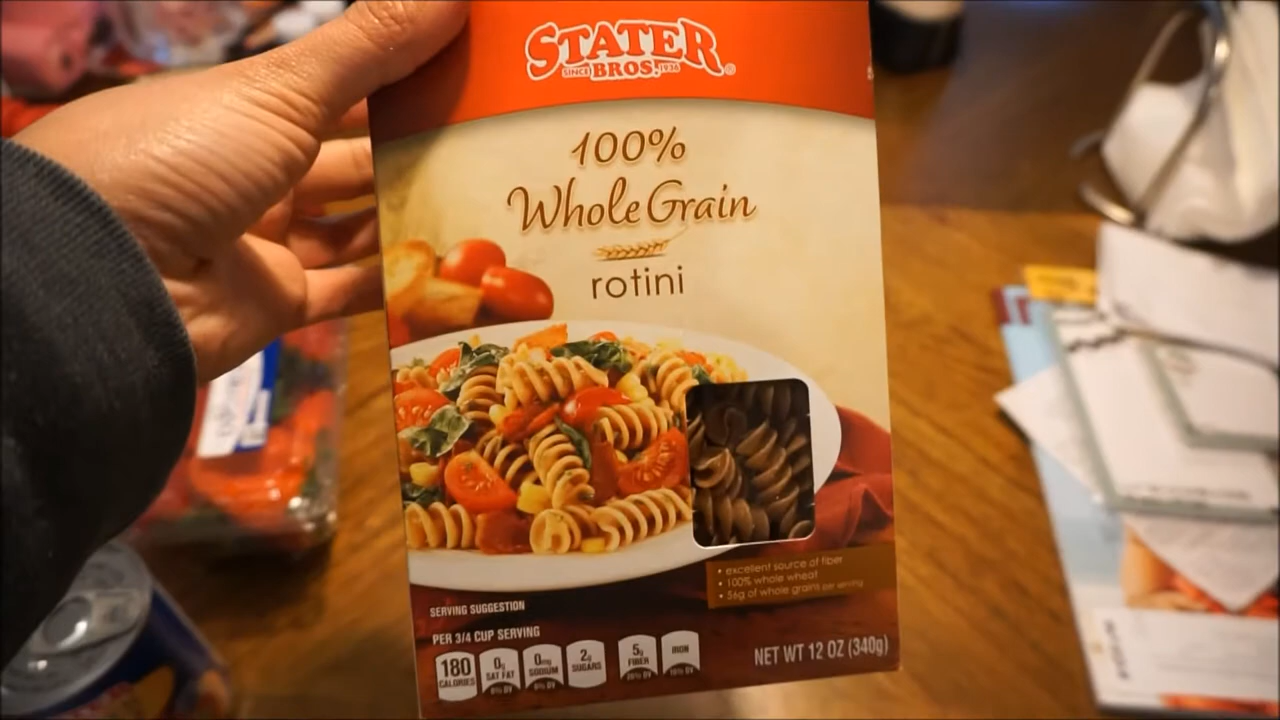 STATER
SINCE BROS. 1936
100%
Whole Grain
rotini
• excellent source of fiber
• 100% whole wheat
• 56g of whole grains per serving
SERVING SUGGESTION
PER 3/4 CUP SERVING
180 CALORIES
0g SAT FAT 0% DV
0mg SODIUM 0% DV
2g SUGARS
5g FIBER 20% DV
IRON 10% DV
NET WT 12 OZ (340g)